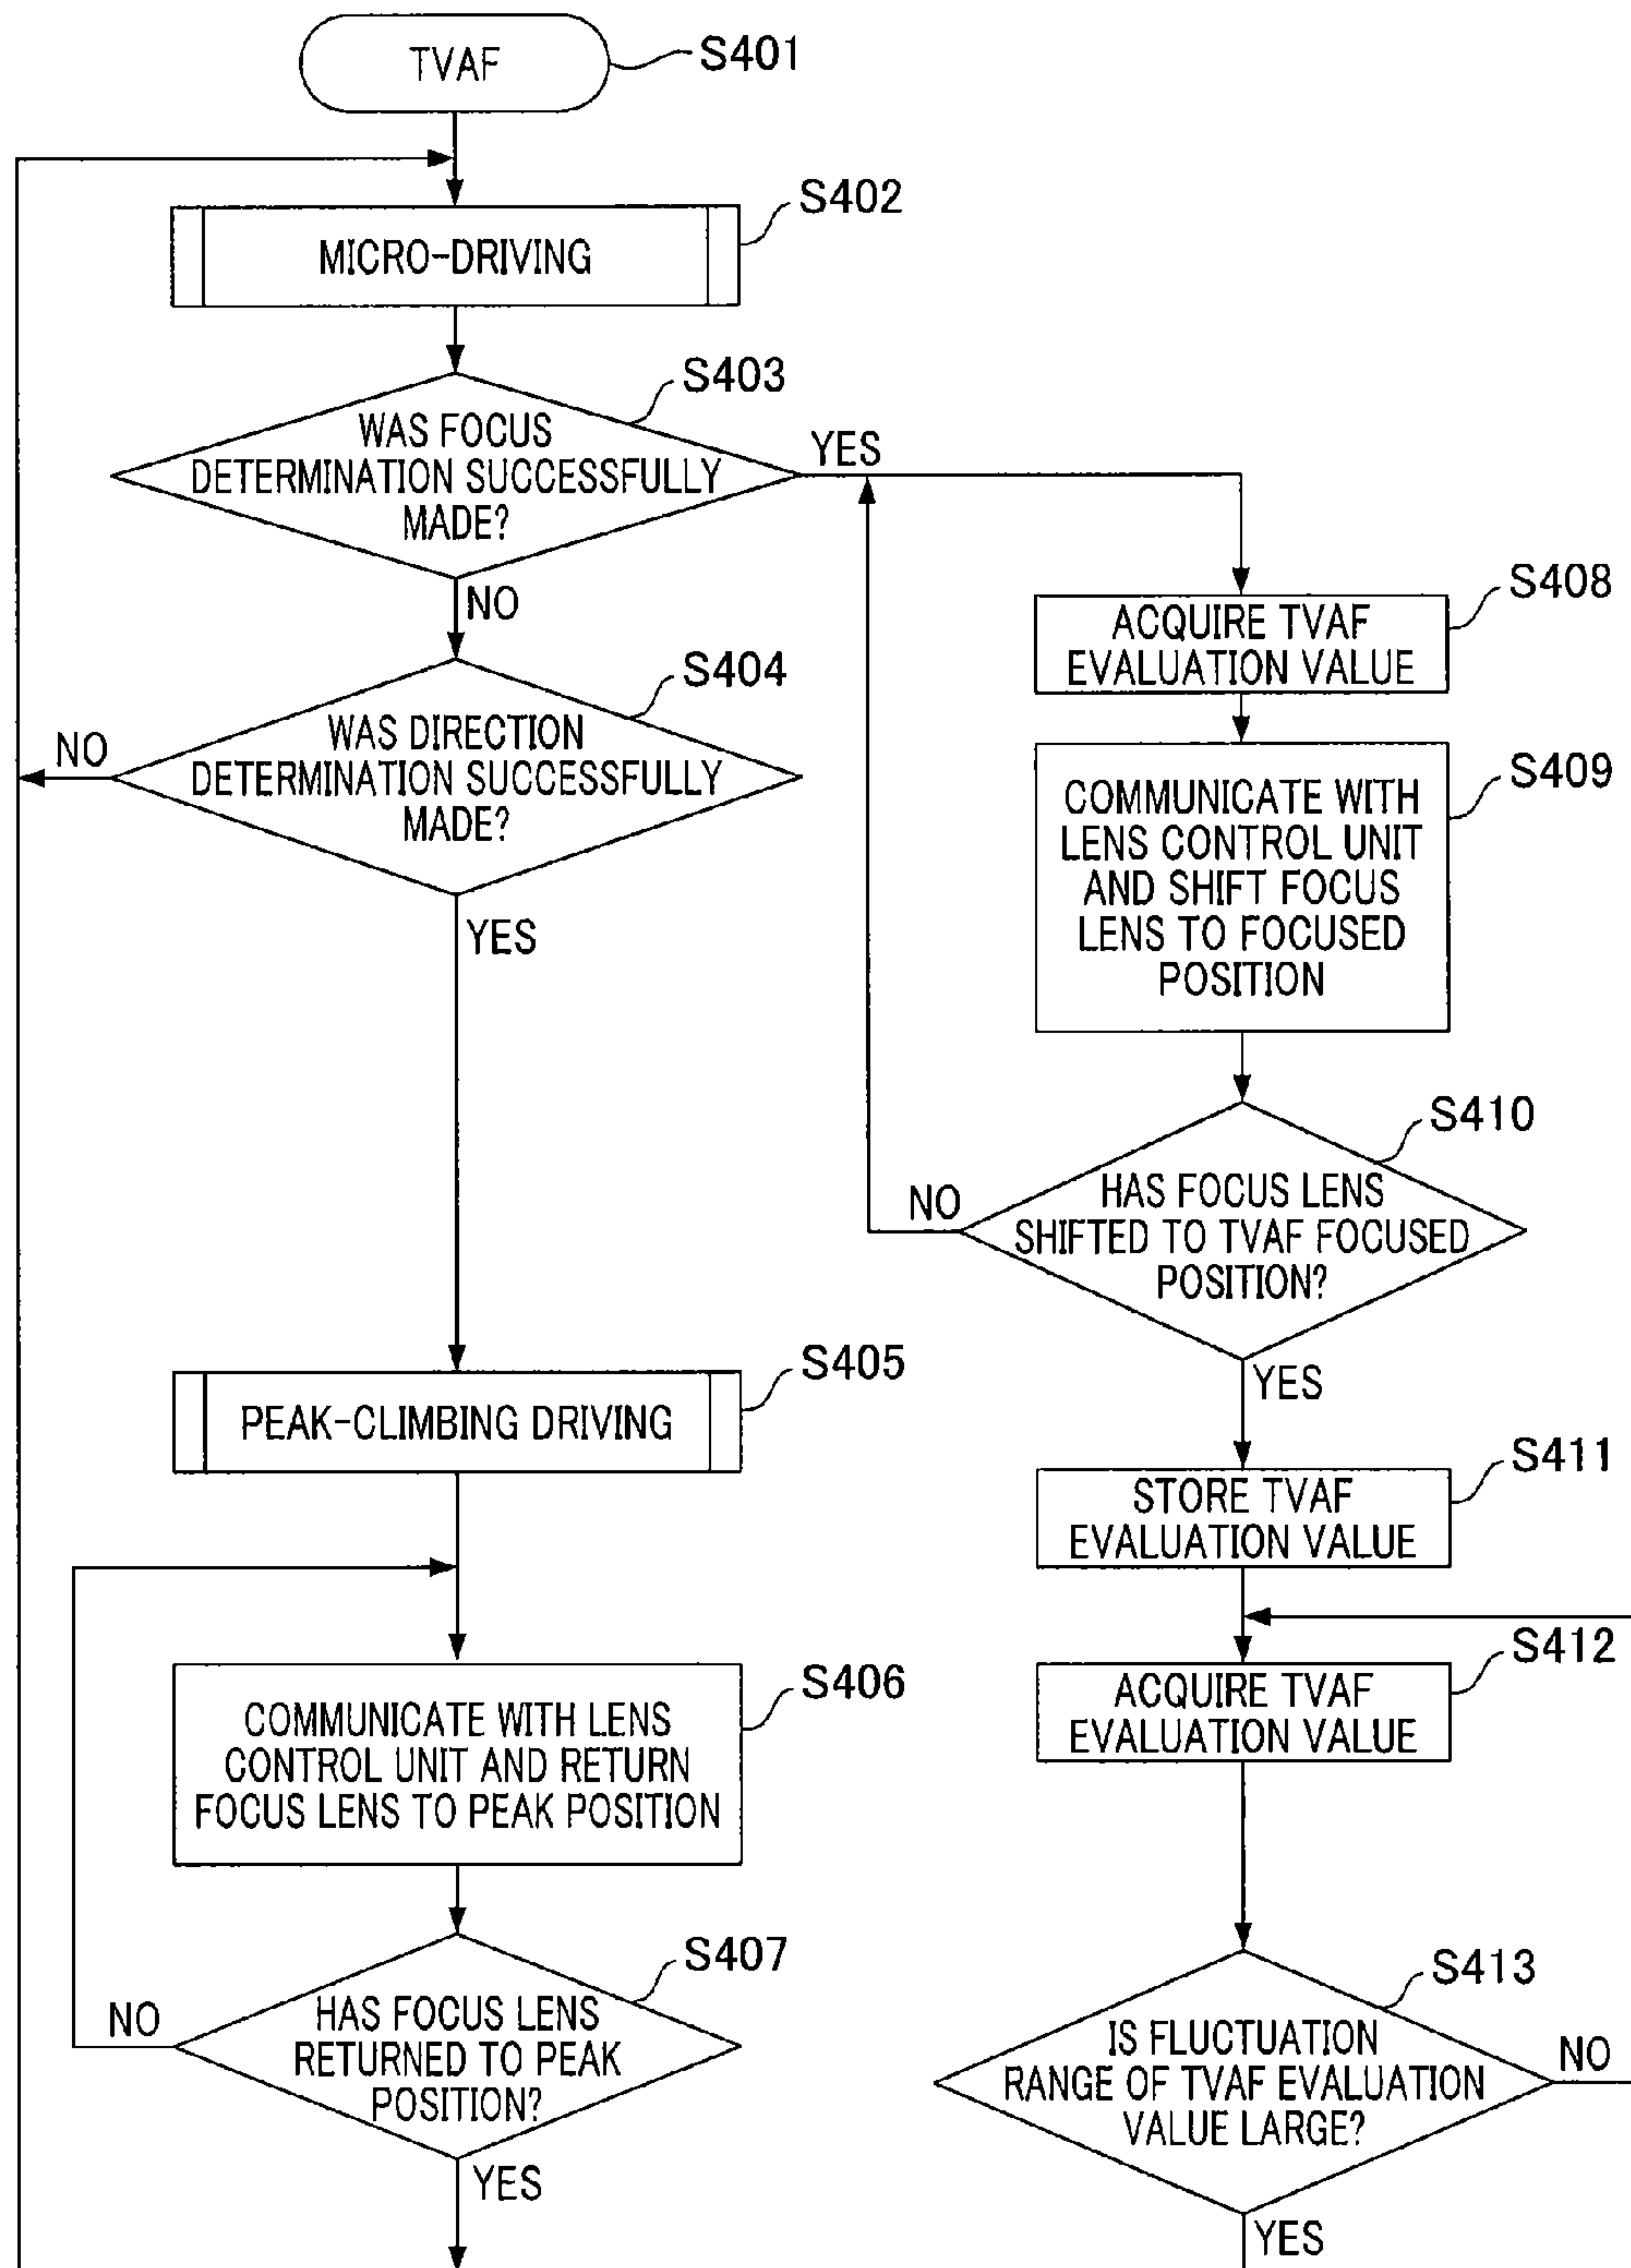 TVAF
S401
S402
MICRO-DRIVING
S403
WAS FOCUS
DETERMINATION SUCCESSFULLY
MADE?
YES
NO
S404
WAS DIRECTION
DETERMINATION SUCCESSFULLY
MADE?
NO
YES
S405
PEAK-CLIMBING DRIVING
S406
COMMUNICATE WITH LENS
CONTROL UNIT AND RETURN
FOCUS LENS TO PEAK POSITION
S407
HAS FOCUS LENS
RETURNED TO PEAK
POSITION?
NO
YES
S408
ACQUIRE TVAF
EVALUATION VALUE
S409
COMMUNICATE WITH
LENS CONTROL UNIT
AND SHIFT FOCUS
LENS TO FOCUSED
POSITION
S410
HAS FOCUS LENS
SHIFTED TO TVAF FOCUSED
POSITION?
NO
YES
S411
STORE TVAF
EVALUATION VALUE
S412
ACQUIRE TVAF
EVALUATION VALUE
S413
IS FLUCTUATION
RANGE OF TVAF EVALUATION
VALUE LARGE?
NO
YES